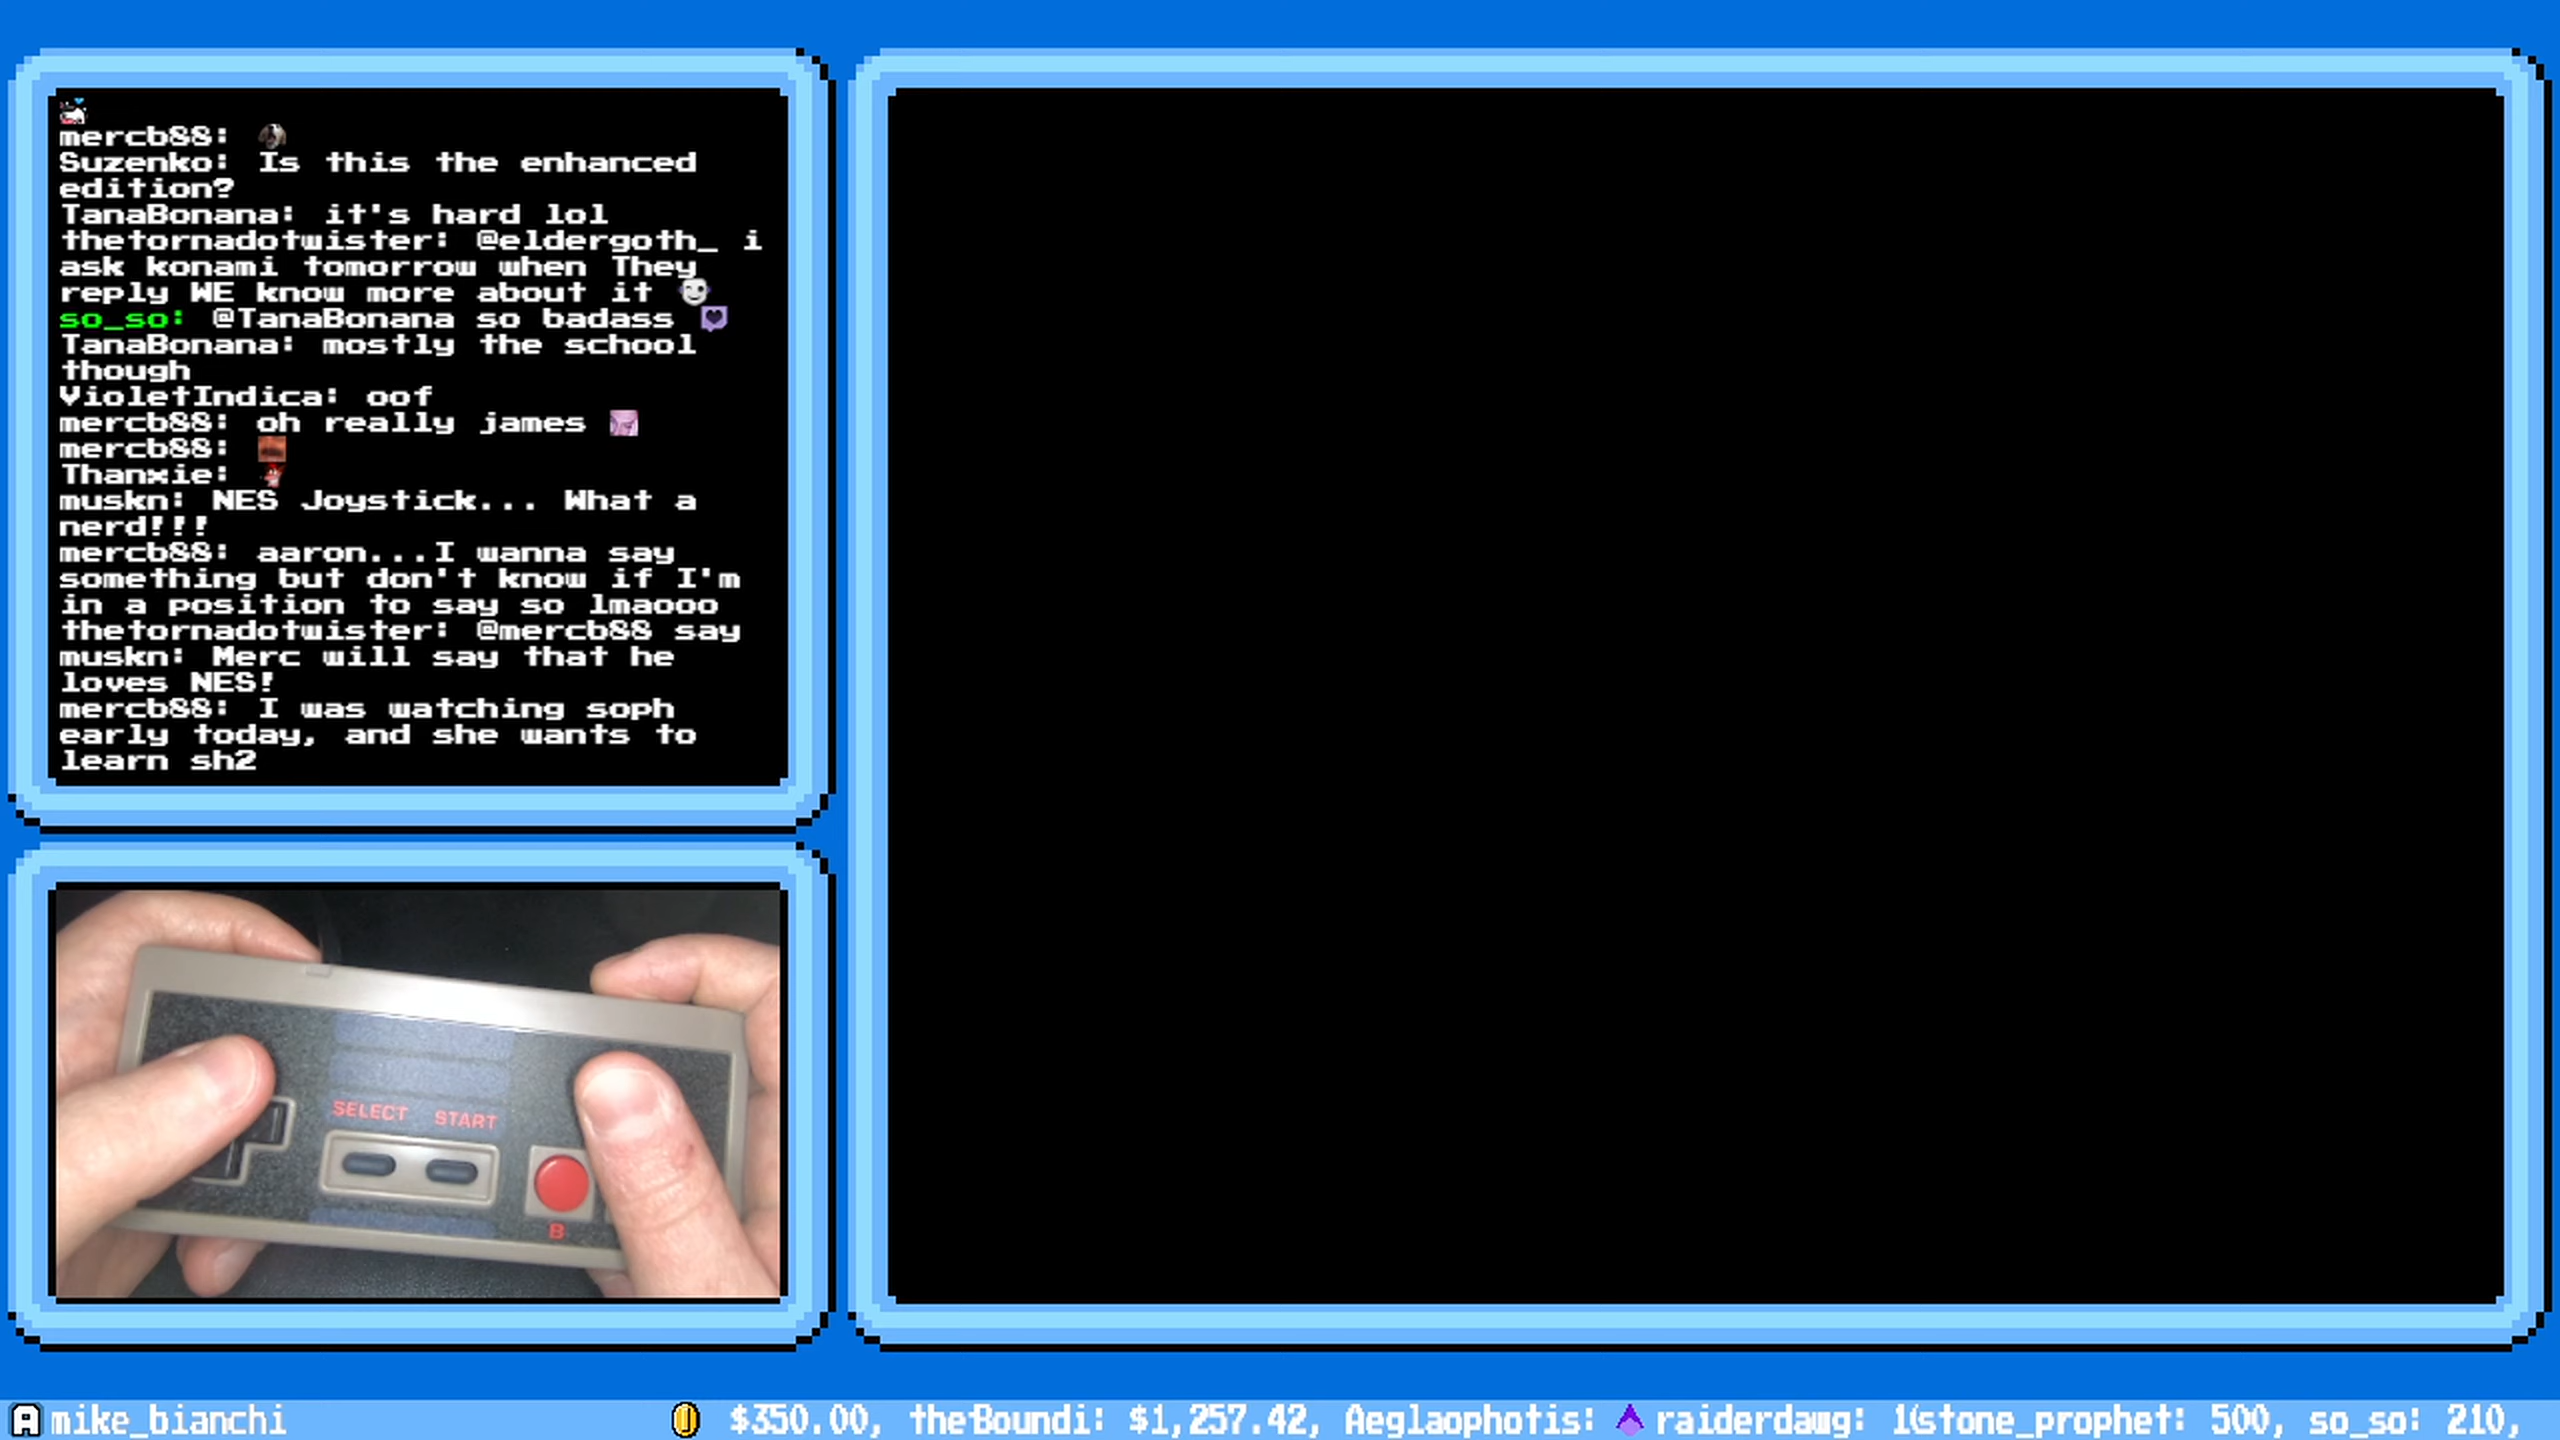 mercb88:
Suzenko: Is this the enhanced
edition?
TanaBonana: it's hard lol
thetornadotwister: @eldergoth_ i
ask konami tomorrow when They
reply WE know more about it
so_so: @TanaBonana so badass
TanaBonana: mostly the school
though
VioletIndica: oof
mercb88: oh really james
mercb88:
Thanxie:
muskn: NES Joystick... What a
nerd!!!
mercb88: aaron...I wanna say
something but don't know if I'm
in a position to say so lmaooo
thetornadotwister: @mercb88 say
muskn: Merc will say that he
loves NES!
mercb88: I was watching soph
early today, and she wants to
learn sh2
SELECT START
B
A mike_bianchi
$350.00, theBoundi: $1,257.42, Aeglaophotis: raiderdawg: stone_prophet: 500, so_so: 210,